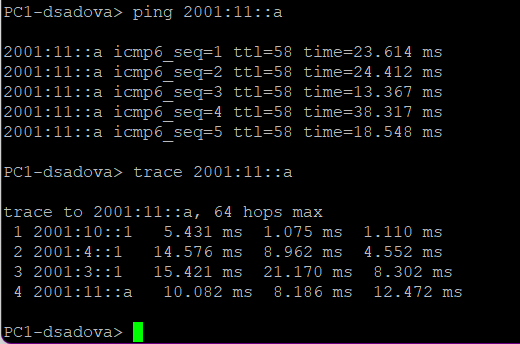 PC1-dsadova> ping 2001:11::a
2001:11::a icmp6_seq=1 ttl=58 time=23.614 ms
2001:11::a icmp6_seq=2 ttl=58 time=24.412 ms
2001:11::a icmp6_seq=3 ttl=58 time=13.367 ms
2001:11::a icmp6_seq=4 ttl=58 time=38.317 ms
2001:11::a icmp6_seq=5 ttl=58 time=18.548 ms
PC1-dsadova> trace 2001:11::a
trace to 2001:11::a, 64 hops max
1 2001:10::1   5.431 ms  1.075 ms  1.110 ms
2 2001:4::1   14.576 ms  8.962 ms  4.552 ms
3 2001:3::1   15.421 ms  21.170 ms  8.302 ms
4 2001:11::a   10.082 ms  8.186 ms  12.472 ms
PC1-dsadova>